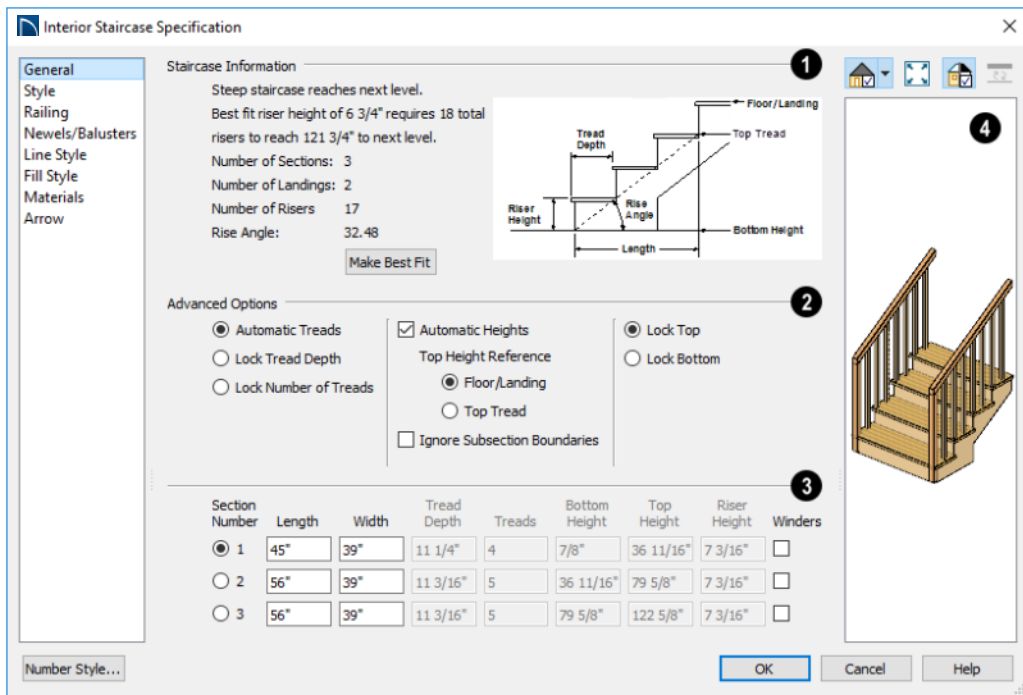 Interior Staircase Specification
General
Style
Railing
Newels/Balusters
Line Style
Fill Style
Materials
Arrow
Number Style...
Staircase Information
1
Steep staircase reaches next level.
Best fit riser height of 6 3/4" requires 18 total
risers to reach 121 3/4" to next level.
Number of Sections: 3
Number of Landings: 2
Number of Risers 17
Rise Angle: 32.48
Make Best Fit
Floor/Landing
Top Tread
Tread
Depth
Riser
Height
Rise
Angle
Bottom Height
Length
Advanced Options
2
Automatic Treads
Lock Tread Depth
Lock Number of Treads
Automatic Heights
Top Height Reference
Floor/Landing
Top Tread
Ignore Subsection Boundaries
Lock Top
Lock Bottom
3
Section Number Length Width Tread Depth Treads Bottom Height Top Height Riser Height Winders
1 45" 39" 11 1/4" 4 7/8" 36 11/16" 7 3/16"
2 56" 39" 11 3/16" 5 36 11/16" 79 5/8" 7 3/16"
3 56" 39" 11 3/16" 5 79 5/8" 122 5/8" 7 3/16"
4
OK Cancel Help